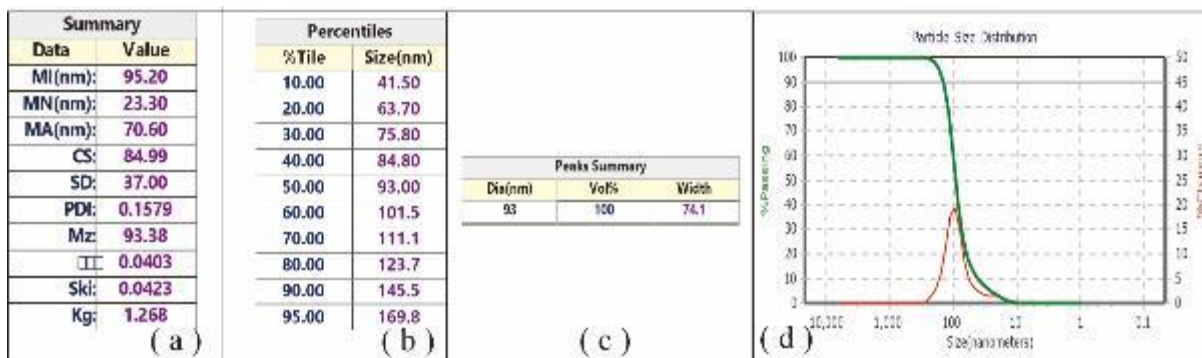 Summary
Data Value
MI(nm): 95.20
MN(nm): 23.30
MA(nm): 70.60
CS: 84.99
SD: 37.00
PDI: 0.1579
Mz: 93.38
0.0403
Ski: 0.0423
Kg: 1.268
(a)
Percentiles
%Tile Size(nm)
10.00 41.50
20.00 63.70
30.00 75.80
40.00 84.80
50.00 93.00
60.00 101.5
70.00 111.1
80.00 123.7
90.00 145.5
95.00 169.8
(b)
Peaks Summary
Dia(nm) Vol% Width
93 100 74.1
(c)
Particle Size Distribution
%Passing
100
90
80
70
60
50
40
30
20
10
0
50
45
40
35
30
25
20
15
10
5
0
10,000 1,000 100 10 1 0.1
Size(nanometers)
(d)